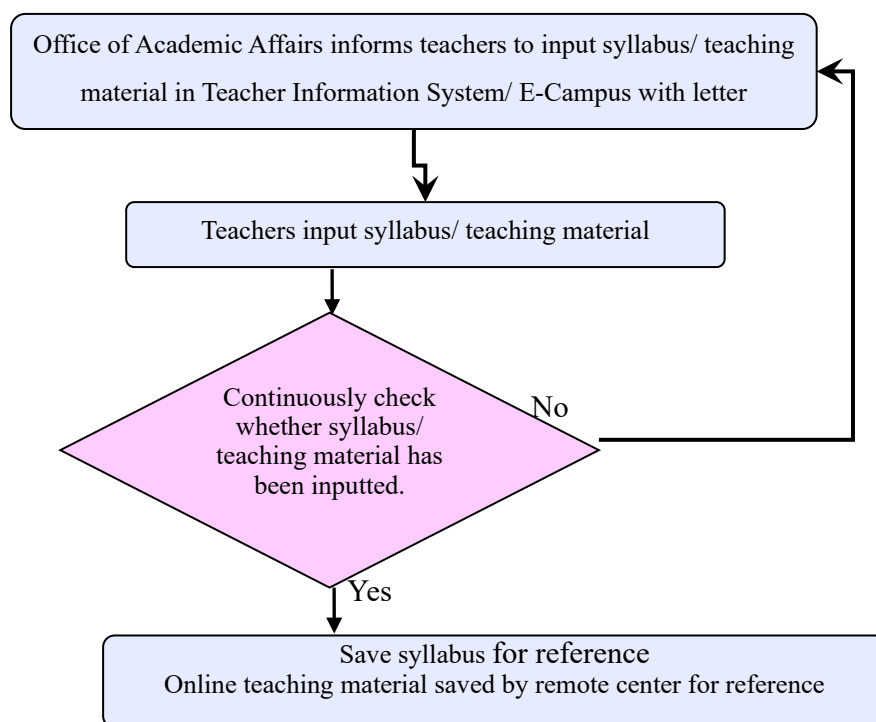 Office of Academic Affairs informs teachers to input syllabus/ teaching
material in Teacher Information System/ E-Campus with letter
Teachers input syllabus/ teaching material
Continuously check
whether syllabus/
teaching material has
been inputted.
No
Yes
Save syllabus for reference
Online teaching material saved by remote center for reference